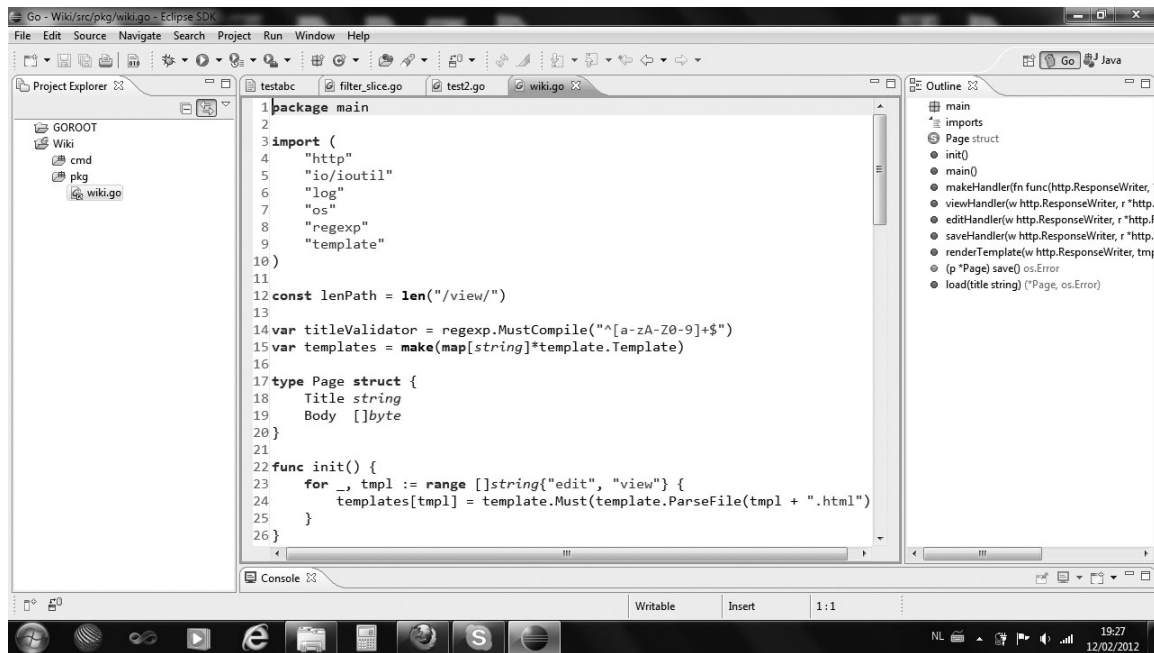 Go - Wiki/src/pkg/wiki.go - Eclipse SDK
File Edit Source Navigate Search Project Run Window Help
Go Java
Project Explorer
GOROOT
Wiki
cmd
pkg
wiki.go
testabc filter_slice.go test2.go wiki.go
1 package main
2
3 import (
4     "http"
5     "io/ioutil"
6     "log"
7     "os"
8     "regexp"
9     "template"
10 )
11
12 const lenPath = len("/view/")
13
14 var titleValidator = regexp.MustCompile("^[a-zA-Z0-9]+$")
15 var templates = make(map[string]*template.Template)
16
17 type Page struct {
18     Title string
19     Body  []byte
20 }
21
22 func init() {
23     for _, tmpl := range []string{"edit", "view"} {
24         templates[tmpl] = template.Must(template.ParseFile(tmpl + ".html")
25     }
26 }
Outline
main
imports
Page struct
init()
main()
makeHandler(fn func(http.ResponseWriter,
viewHandler(w http.ResponseWriter, r *http.
editHandler(w http.ResponseWriter, r *http.
saveHandler(w http.ResponseWriter, r *http.
renderTemplate(w http.ResponseWriter,
(p *Page) save() os.Error
load(title string) (*Page, os.Error)
Console
Writable Insert 1:1
NL 19:27
12/02/2012